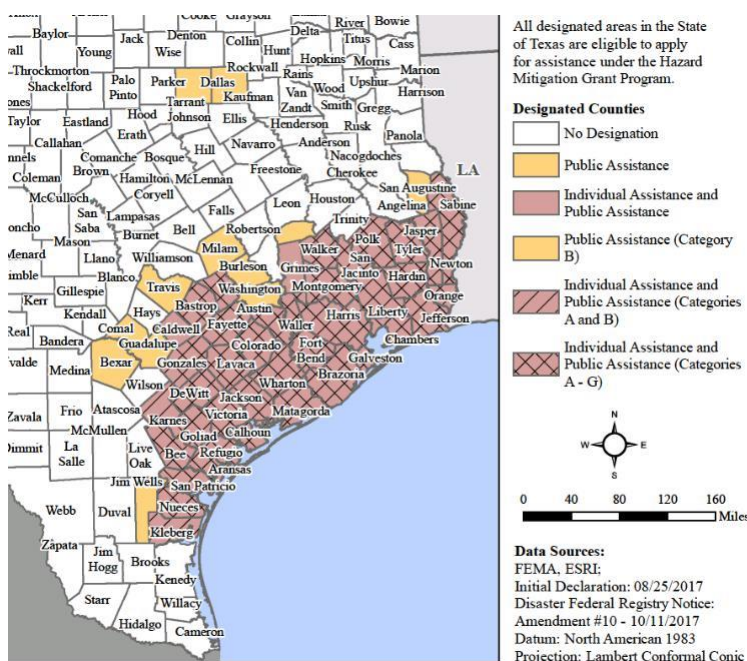 River Bowie
Cooke Grayson
Delta
Titus
Baylor
Jack
Denton
Collin
Hunt
Cass
Young
Wise
Hopkins Morris
Throckmorton
Rockwall
Rains
Upshur
Marion
Shackelford
Palo
Pinto
Parker
Dallas
Kaufman
Van
Zandt
Wood
Harrison
Tarrant
Smith
Gregg
Hood
Johnson
Ellis
Taylor
Eastland
Henderson
Rusk
Erath
Panola
Callahan
Navarro
Anderson
Hill
Comanche
Bosque
Nacogdoches
Cherokee
LA
Coleman
Brown
Hamilton
McLennan
Freestone
San Augustine
Coryell
McCulloch
Houston
Angelina
Sabine
Leon
Falls
San
Saba
Lampasas
Trinity
Jasper
Mason
Burnet
Bell
Robertson
Polk
Tyler
Walker
Menard
Milam
San
Jacinto
Newton
Llano
Williamson
Grimes
Hardin
Burleson
Blanco
Montgomery
Travis
Washington
Orange
Gillespie
Bastrop
Austin
Liberty
Kerr
Hays
Harris
Jefferson
Kendall
Caldwell
Fayette
Waller
Chambers
Real
Comal
Colorado
Fort
Bend
Bandera
Guadalupe
Galveston
Bexar
Gonzales
Lavaca
Medina
Brazoria
Wilson
Wharton
DeWitt
Jackson
Zavala
Frio
Atascosa
Matagorda
Karnes
Victoria
McMullen
Calhoun
Goliad
Dimmit
La
Salle
Live
Oak
Bee
Refugio
Aransas
Jim Wells
San Patricio
Webb
Duval
Nueces
Kleberg
Zapata
Jim
Hogg
Brooks
Kenedy
Starr
Willacy
Hidalgo
Cameron
All designated areas in the State
of Texas are eligible to apply
for assistance under the Hazard
Mitigation Grant Program.
Designated Counties
No Designation
Public Assistance
Individual Assistance and
Public Assistance
Public Assistance (Category
B)
Individual Assistance and
Public Assistance (Categories
A and B)
Individual Assistance and
Public Assistance (Categories
A - G)
N
W E
S
0 40 80 120 160
Miles
Data Sources:
FEMA, ESRI;
Initial Declaration: 08/25/2017
Disaster Federal Registry Notice:
Amendment #10 - 10/11/2017
Datum: North American 1983
Projection: Lambert Conformal Conic